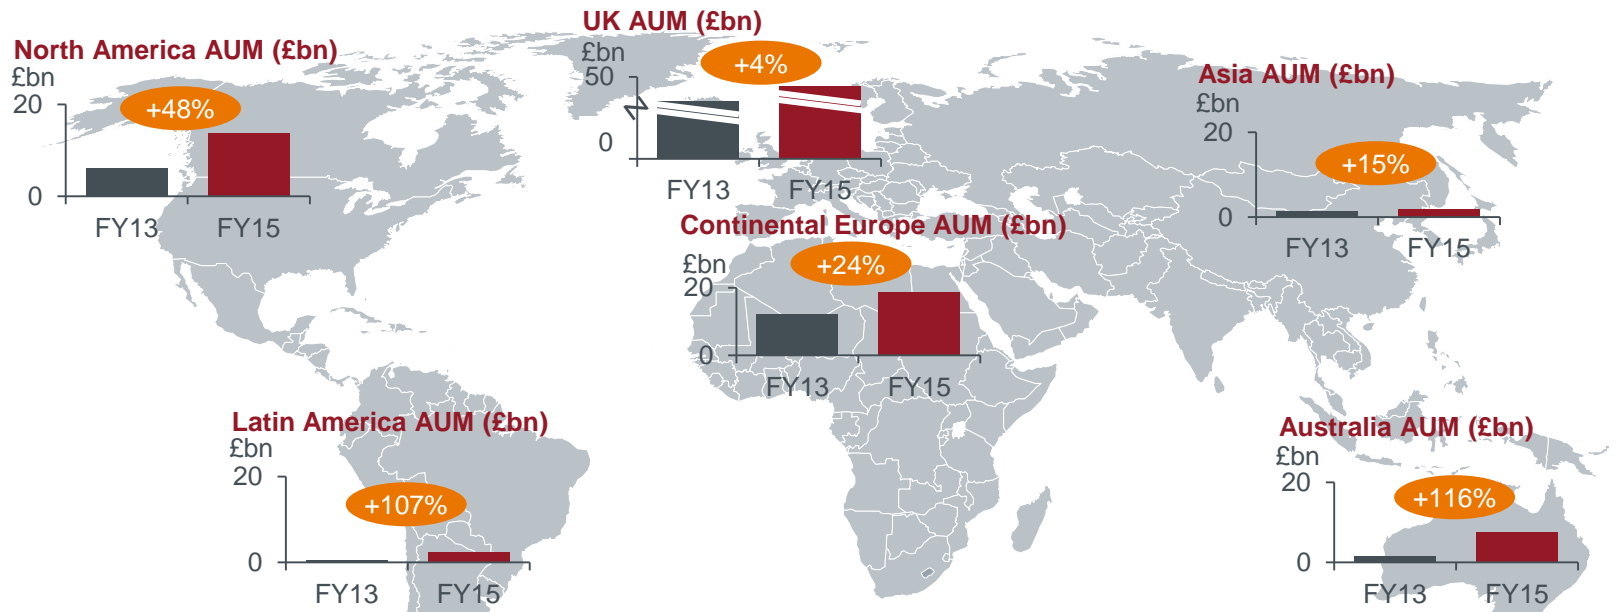 North America AUM (£bn)
£bn
20
+48%
0
FY13 FY15
UK AUM (£bn)
£bn
50
+4%
0
FY13 FY15
Asia AUM (£bn)
£bn
20
+15%
0
FY13 FY15
Continental Europe AUM (£bn)
£bn
20
+24%
0
FY13 FY15
Latin America AUM (£bn)
£bn
20
+107%
0
FY13 FY15
Australia AUM (£bn)
£bn
20
+116%
0
FY13 FY15